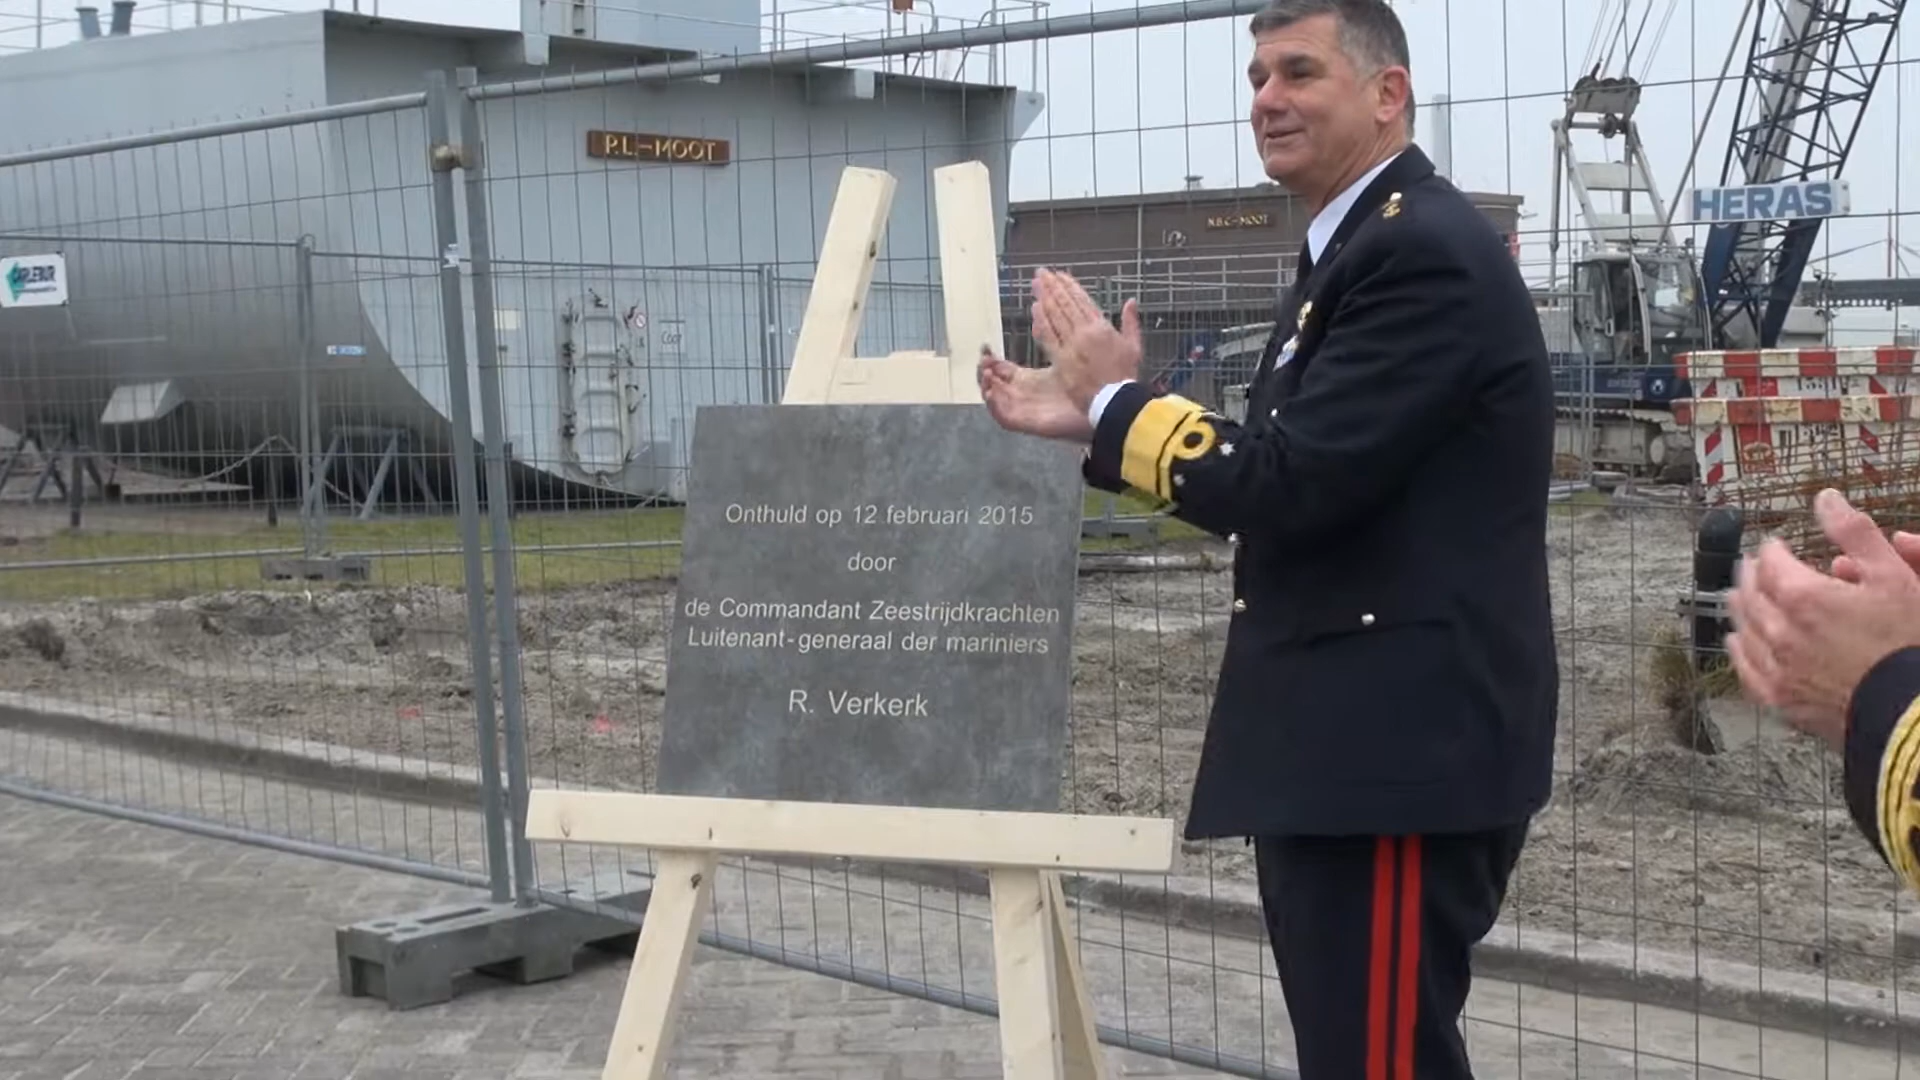 P.L.-MOOT
N.B.C.-MOOT
HERAS
Onthuld op 12 februari 2015
door
de Commandant Zeestrijdkrachten
Luitenant-generaal der mariniers
R. Verkerk